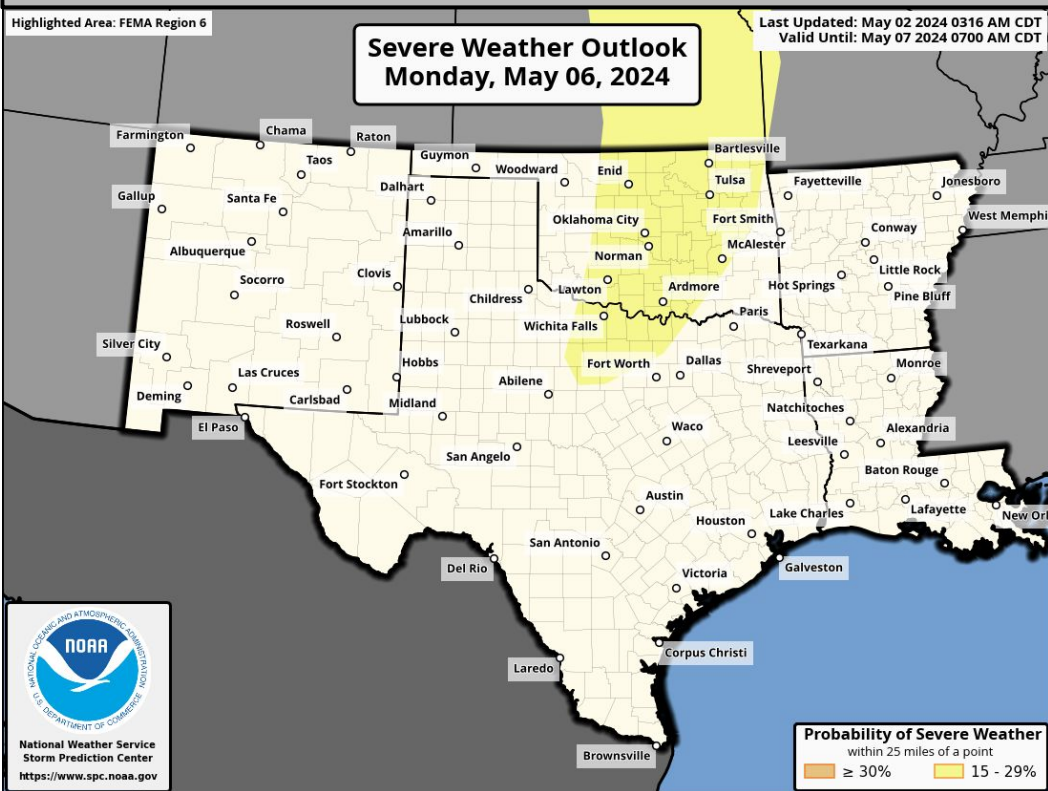 Highlighted Area: FEMA Region 6
Last Updated: May 02 2024 0316 AM CDT
Valid Until: May 07 2024 0700 AM CDT
Severe Weather Outlook
Monday, May 06, 2024
Farmington
Chama
Raton
Taos
Guymon
Woodward
Enid
Bartlesville
Tulsa
Fayetteville
Jonesboro
Gallup
Santa Fe
Dalhart
Oklahoma City
Fort Smith
West Memphi
Albuquerque
Amarillo
Norman
McAlester
Conway
Socorro
Clovis
Childress
Lawton
Ardmore
Hot Springs
Little Rock
Pine Bluff
Roswell
Lubbock
Wichita Falls
Paris
Texarkana
Silver City
Las Cruces
Hobbs
Abilene
Fort Worth
Dallas
Shreveport
Monroe
Deming
Carlsbad
Midland
Natchitoches
El Paso
Waco
Leesville
Alexandria
San Angelo
Fort Stockton
Baton Rouge
Austin
Houston
Lake Charles
Lafayette
New Orl
San Antonio
Del Rio
Victoria
Galveston
Laredo
Corpus Christi
Brownsville
NATIONAL OCEANIC AND ATMOSPHERIC ADMINISTRATION
NOAA
U.S. DEPARTMENT OF COMMERCE
National Weather Service
Storm Prediction Center
https://www.spc.noaa.gov
Probability of Severe Weather
within 25 miles of a point
≥ 30%
15 - 29%